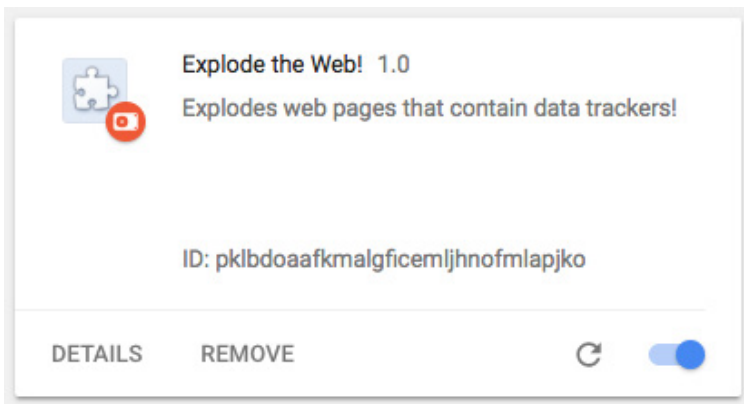 Explode the Web! 1.0
Explodes web pages that contain data trackers!
ID: pklbdoaafkmalgficemljhnofmlapjko
DETAILS REMOVE